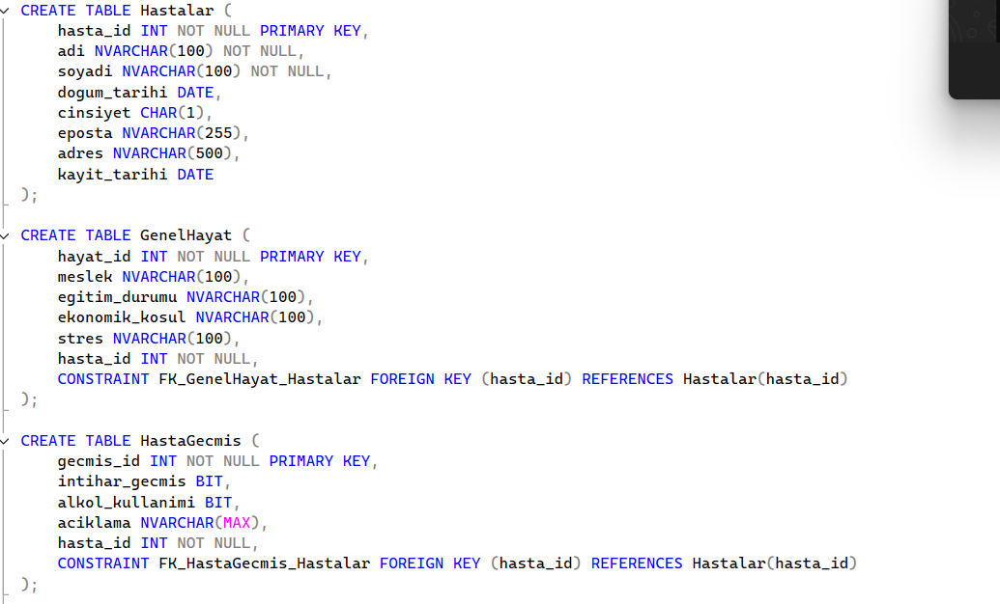 CREATE TABLE Hastalar (
    hasta_id INT NOT NULL PRIMARY KEY,
    adi NVARCHAR(100) NOT NULL,
    soyadi NVARCHAR(100) NOT NULL,
    dogum_tarihi DATE,
    cinsiyet CHAR(1),
    eposta NVARCHAR(255),
    adres NVARCHAR(500),
    kayit_tarihi DATE
);
CREATE TABLE GenelHayat (
    hayat_id INT NOT NULL PRIMARY KEY,
    meslek NVARCHAR(100),
    egitim_durumu NVARCHAR(100),
    ekonomik_kosul NVARCHAR(100),
    stres NVARCHAR(100),
    hasta_id INT NOT NULL,
    CONSTRAINT FK_GenelHayat_Hastalar FOREIGN KEY (hasta_id) REFERENCES Hastalar(hasta_id)
);
CREATE TABLE HastaGecmis (
    gecmis_id INT NOT NULL PRIMARY KEY,
    intihar_gecmis BIT,
    alkol_kullanimi BIT,
    aciklama NVARCHAR(MAX),
    hasta_id INT NOT NULL,
    CONSTRAINT FK_HastaGecmis_Hastalar FOREIGN KEY (hasta_id) REFERENCES Hastalar(hasta_id)
);